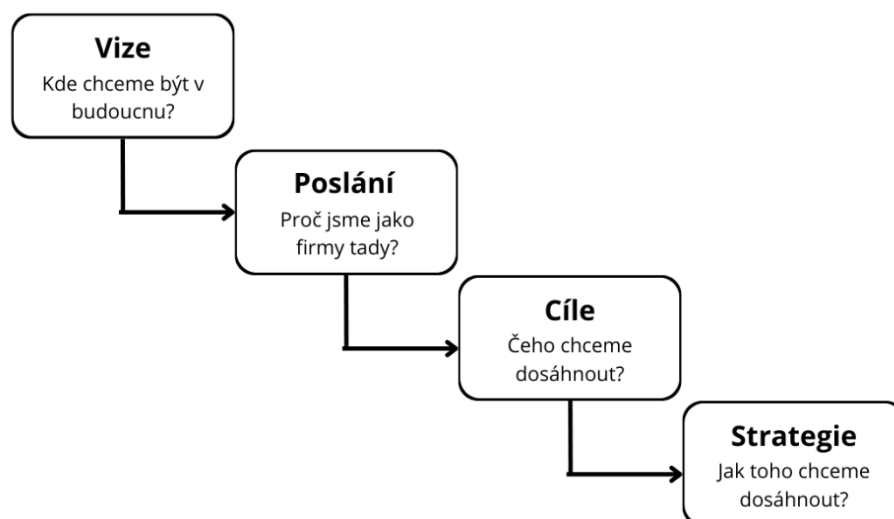 Vize
Kde chceme být v
budoucnu?
Poslání
Proč jsme jako
firmy tady?
Cíle
Čeho chceme
dosáhnout?
Strategie
Jak toho chceme
dosáhnout?